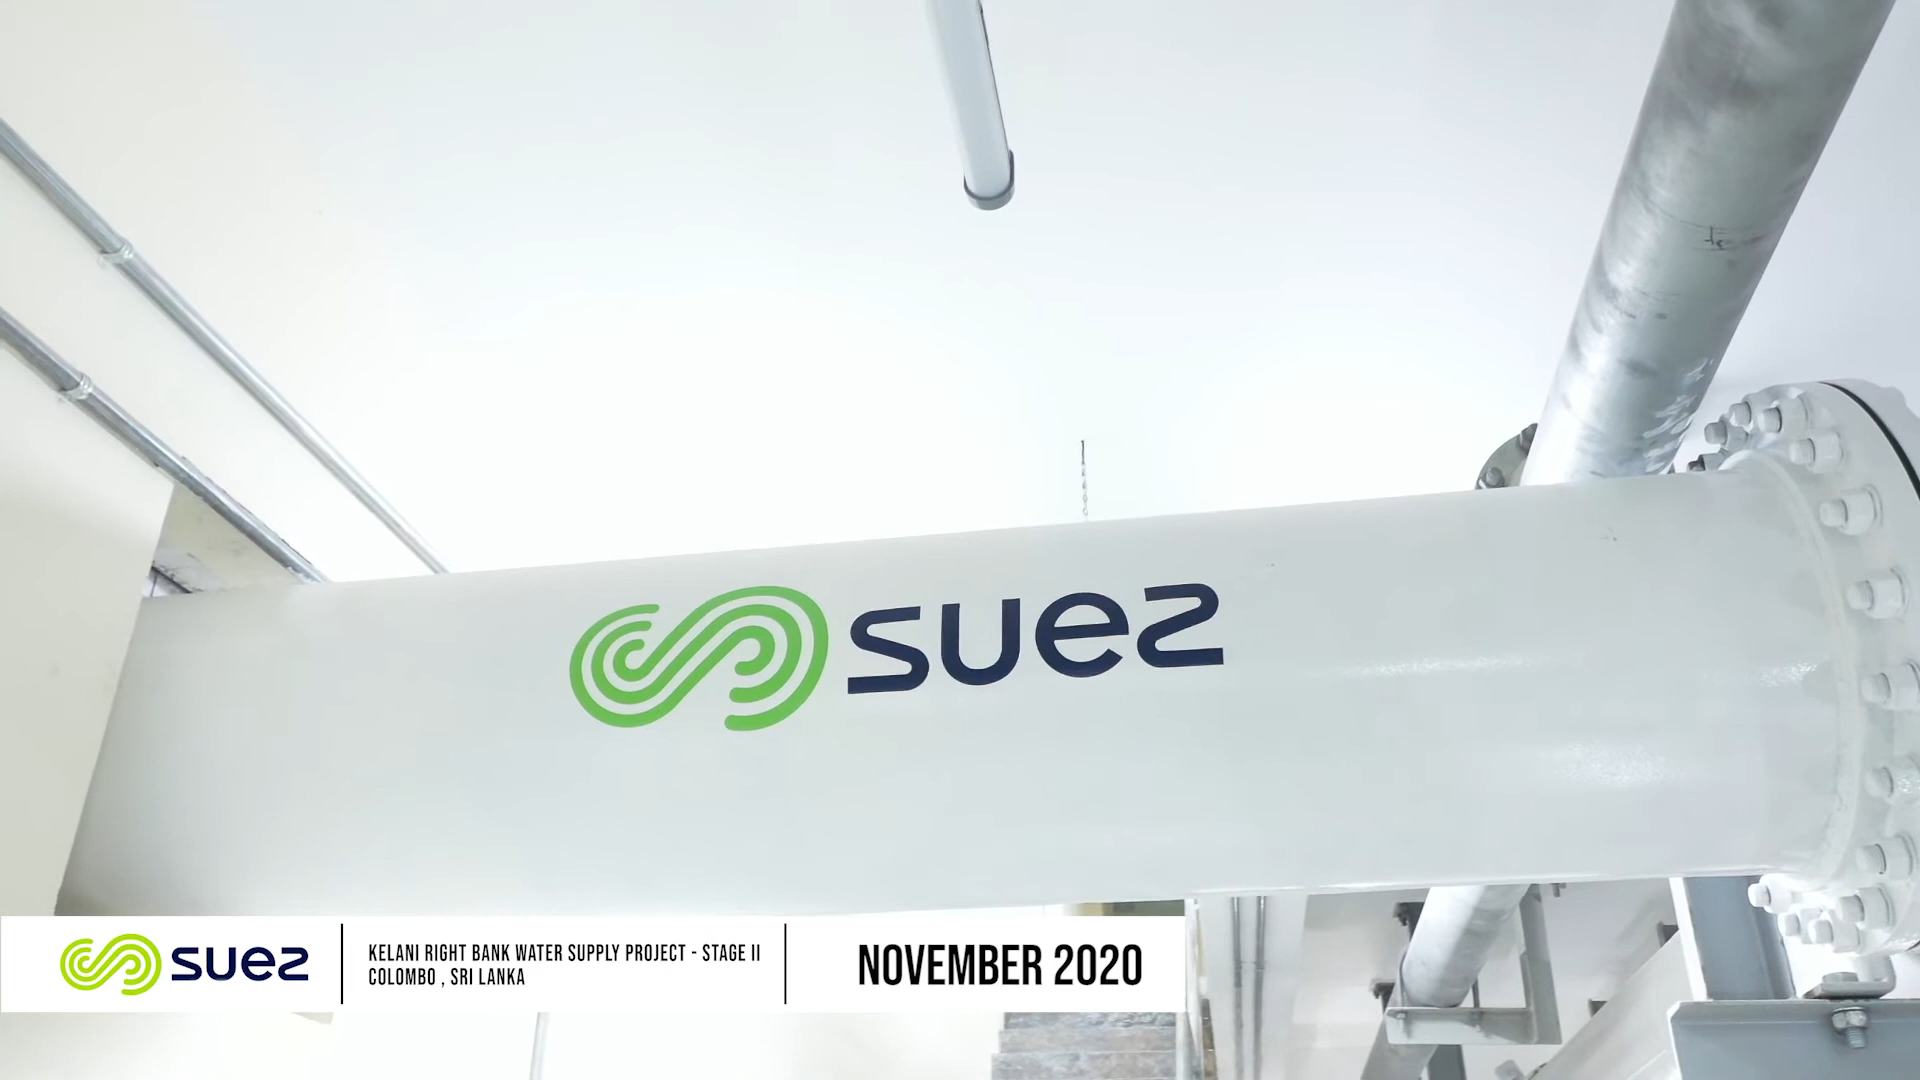 suez
suez
KELANI RIGHT BANK WATER SUPPLY PROJECT - STAGE II
COLOMBO , SRI LANKA
NOVEMBER 2020